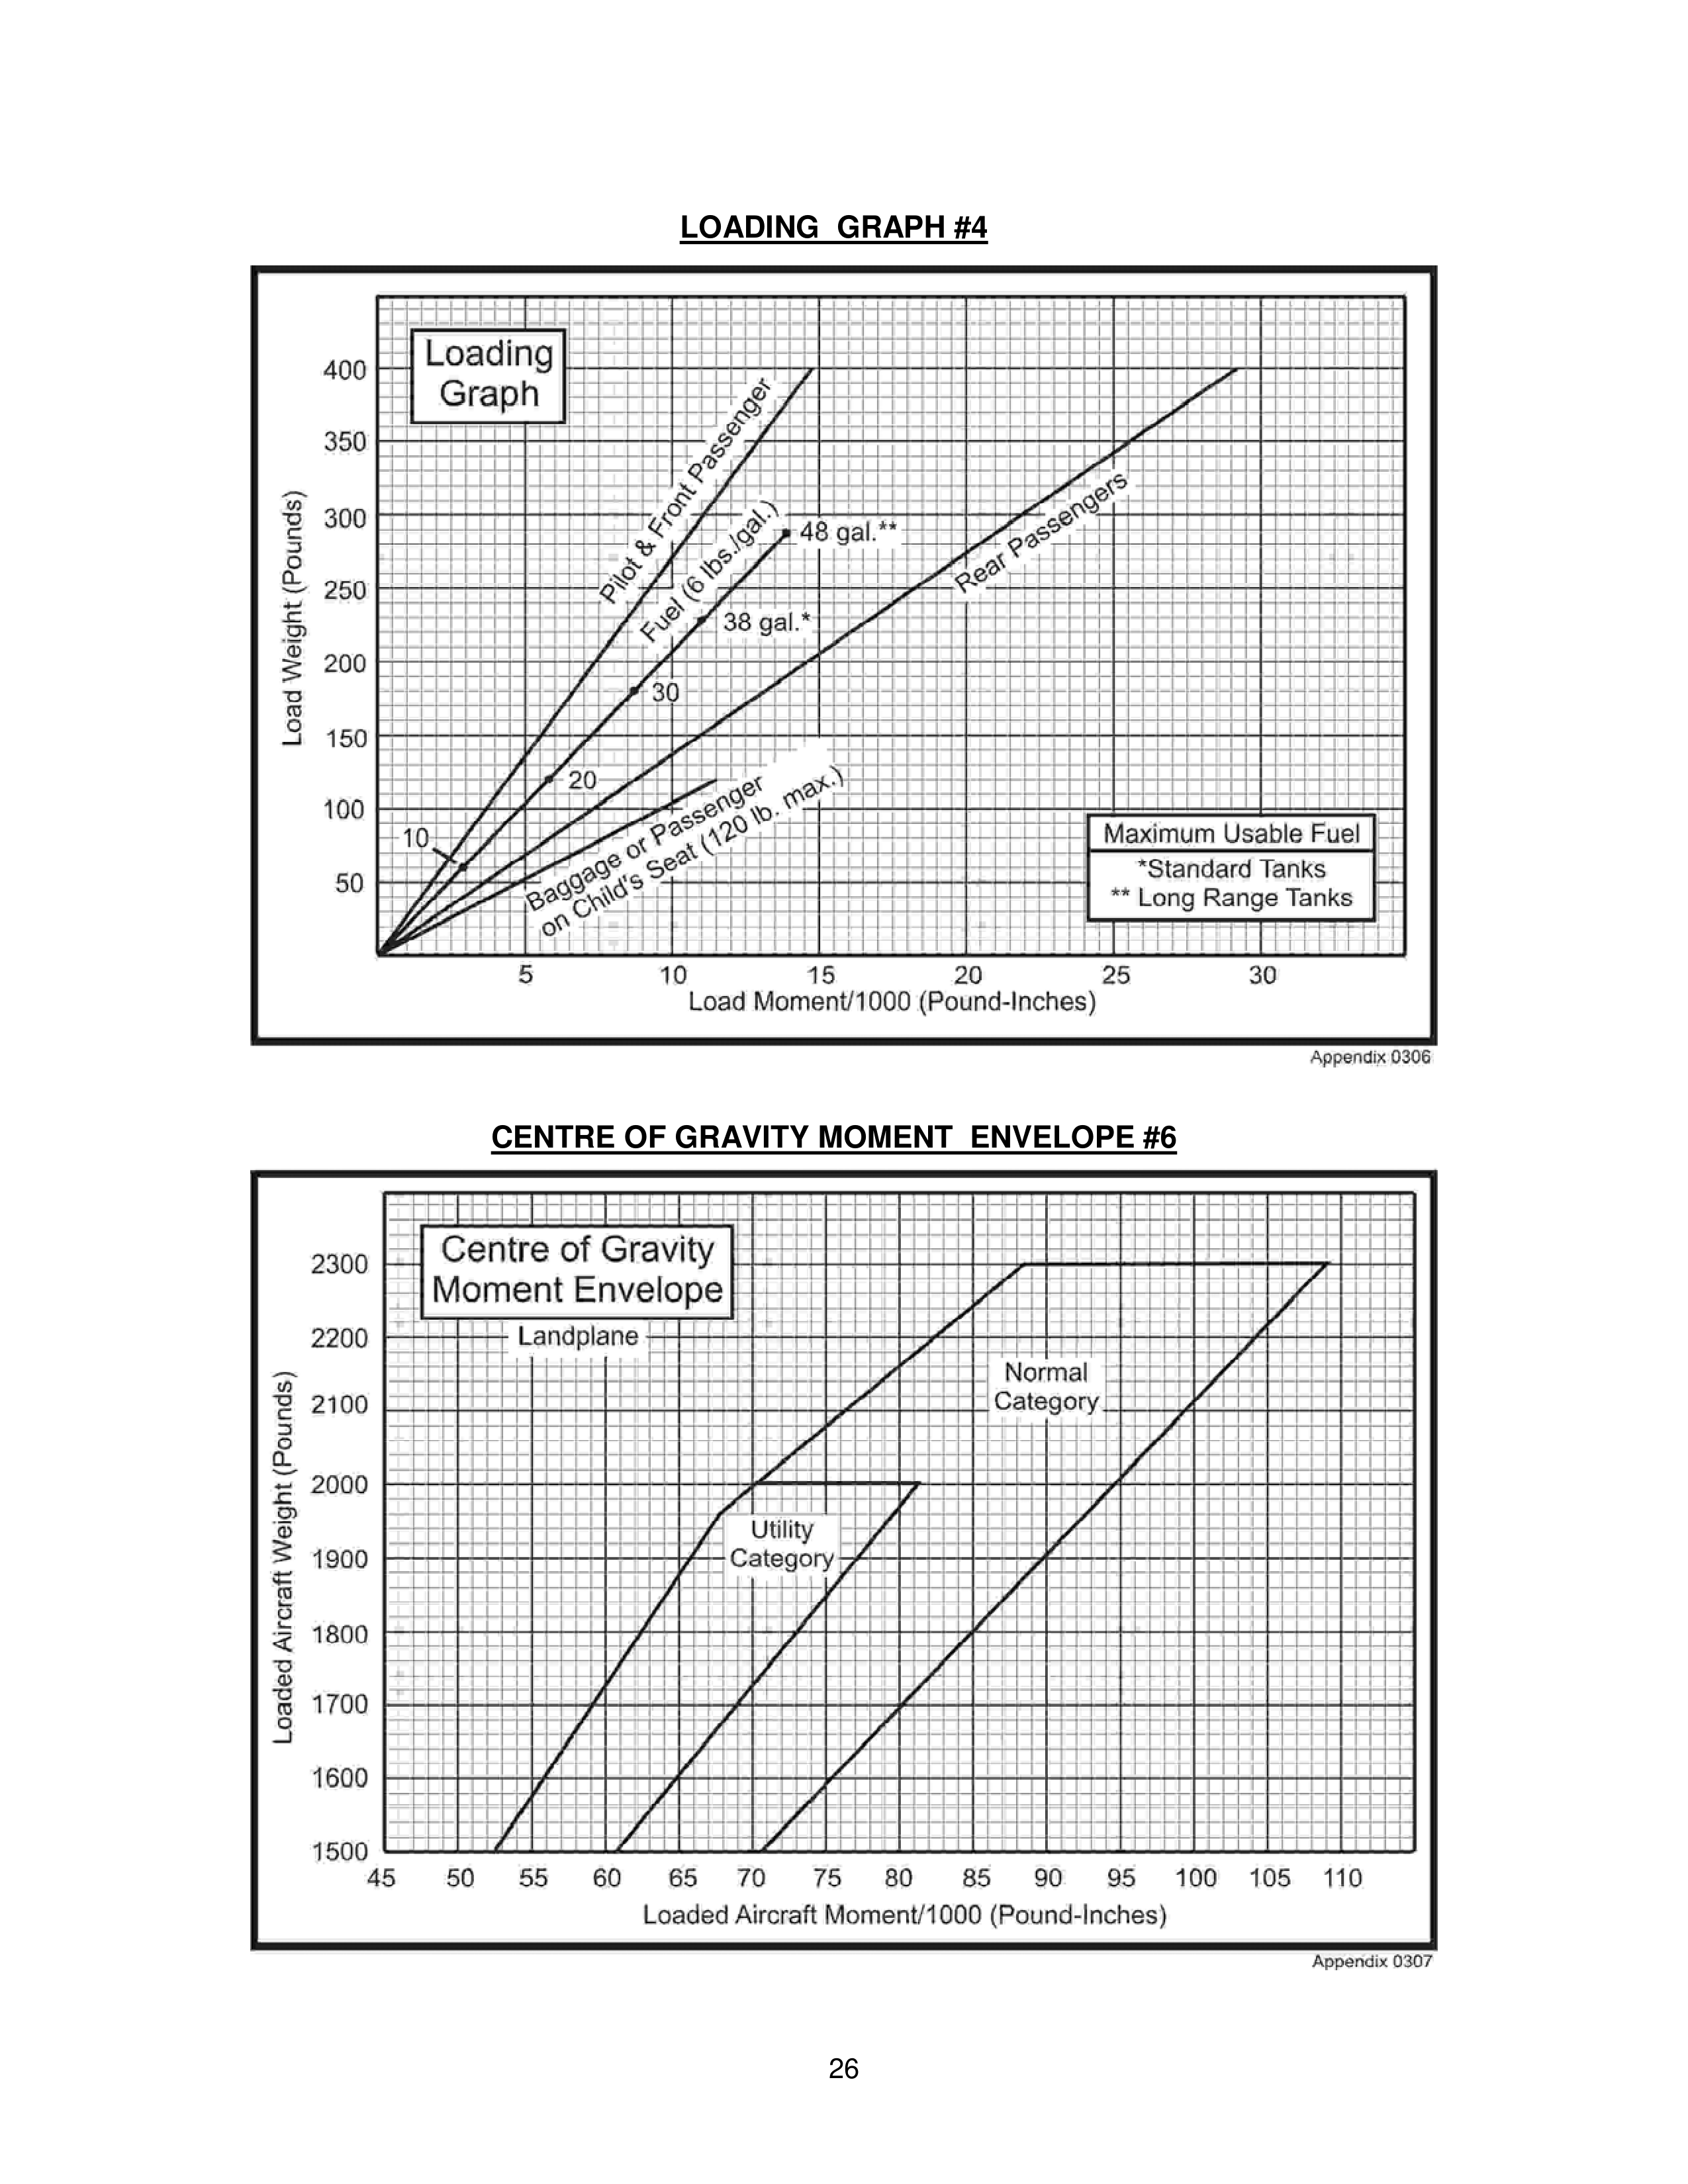 LOADING GRAPH #4
Loading
Graph
400
350
300
250
200
150
100
50
Load Weight (Pounds)
Pilot & Front Passenger
Fuel (6 lbs./gal.)
48 gal.**
38 gal.*
30
20
10
Rear Passengers
Baggage or Passenger
on Child's Seat (120 lb. max.)
Maximum Usable Fuel
*Standard Tanks
** Long Range Tanks
5 10 15 20 25 30
Load Moment/1000 (Pound-Inches)
Appendix 0306
CENTRE OF GRAVITY MOMENT ENVELOPE #6
Centre of Gravity
Moment Envelope
Landplane
2300
2200
2100
2000
1900
1800
1700
1600
1500
Loaded Aircraft Weight (Pounds)
Normal
Category
Utility
Category
45 50 55 60 65 70 75 80 85 90 95 100 105 110
Loaded Aircraft Moment/1000 (Pound-Inches)
Appendix 0307
26